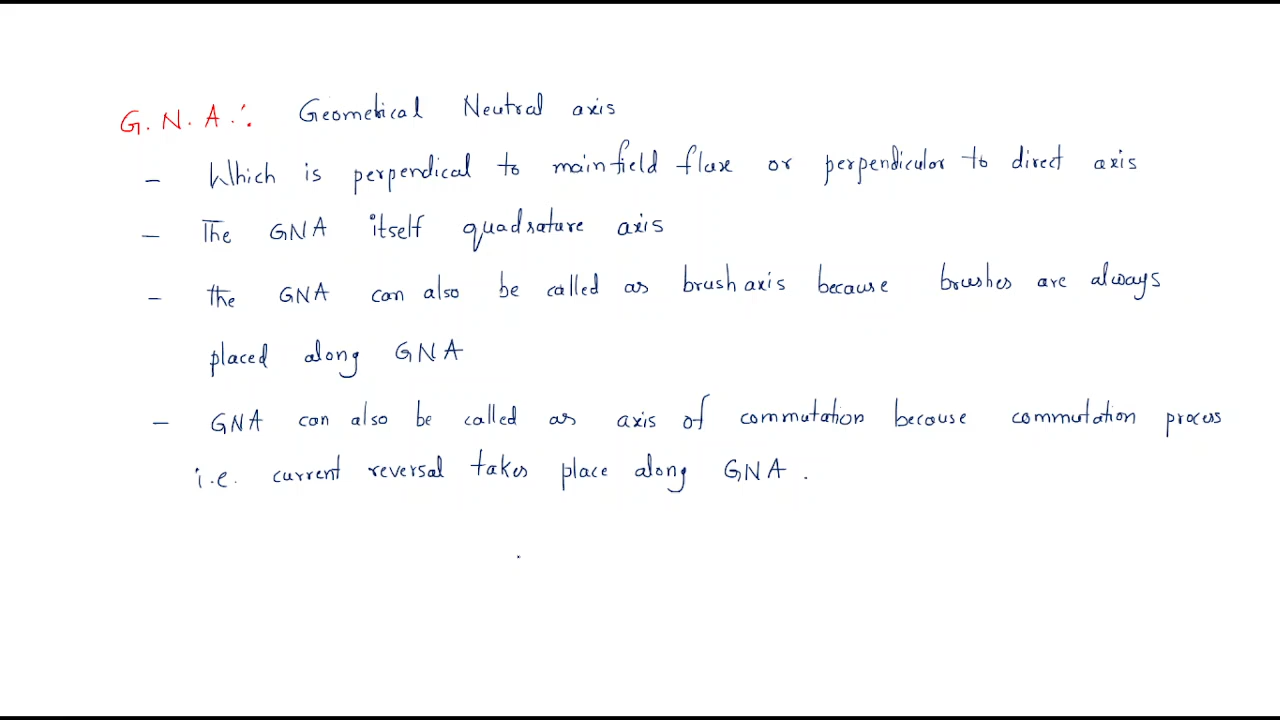 G.N.A.: Geometrical Neutral axis
- Which is perpendical to main field flux or perpendicular to direct axis
- The GNA itself quadrature axis
- the GNA can also be called as brush axis because brushes are always
placed along GNA
- GNA can also be called as axis of commutation because commutation process
i.e. current reversal takes place along GNA.